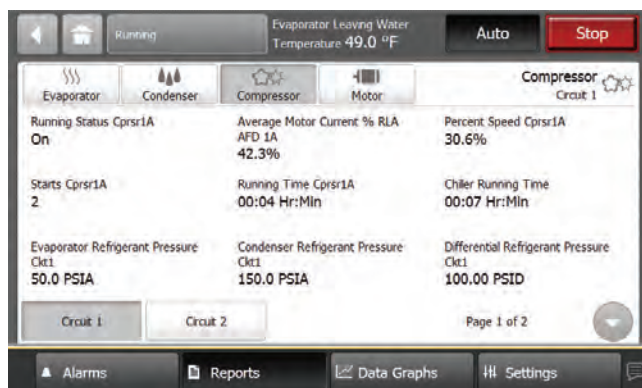 Running
Evaporator Leaving Water
Temperature 49.0 °F
Auto
Stop
Evaporator
Condenser
Compressor
Motor
Compressor
Circuit 1
Running Status Cprsr1A
On
Average Motor Current % RLA
AFD 1A
42.3%
Percent Speed Cprsr1A
30.6%
Starts Cprsr1A
2
Running Time Cprsr1A
00:04 Hr:Min
Chiller Running Time
00:07 Hr:Min
Evaporator Refrigerant Pressure
Ckt1
50.0 PSIA
Condenser Refrigerant Pressure
Ckt1
150.0 PSIA
Differential Refrigerant Pressure
Ckt1
100.00 PSID
Circuit 1
Circuit 2
Page 1 of 2
Alarms
Reports
Data Graphs
Settings